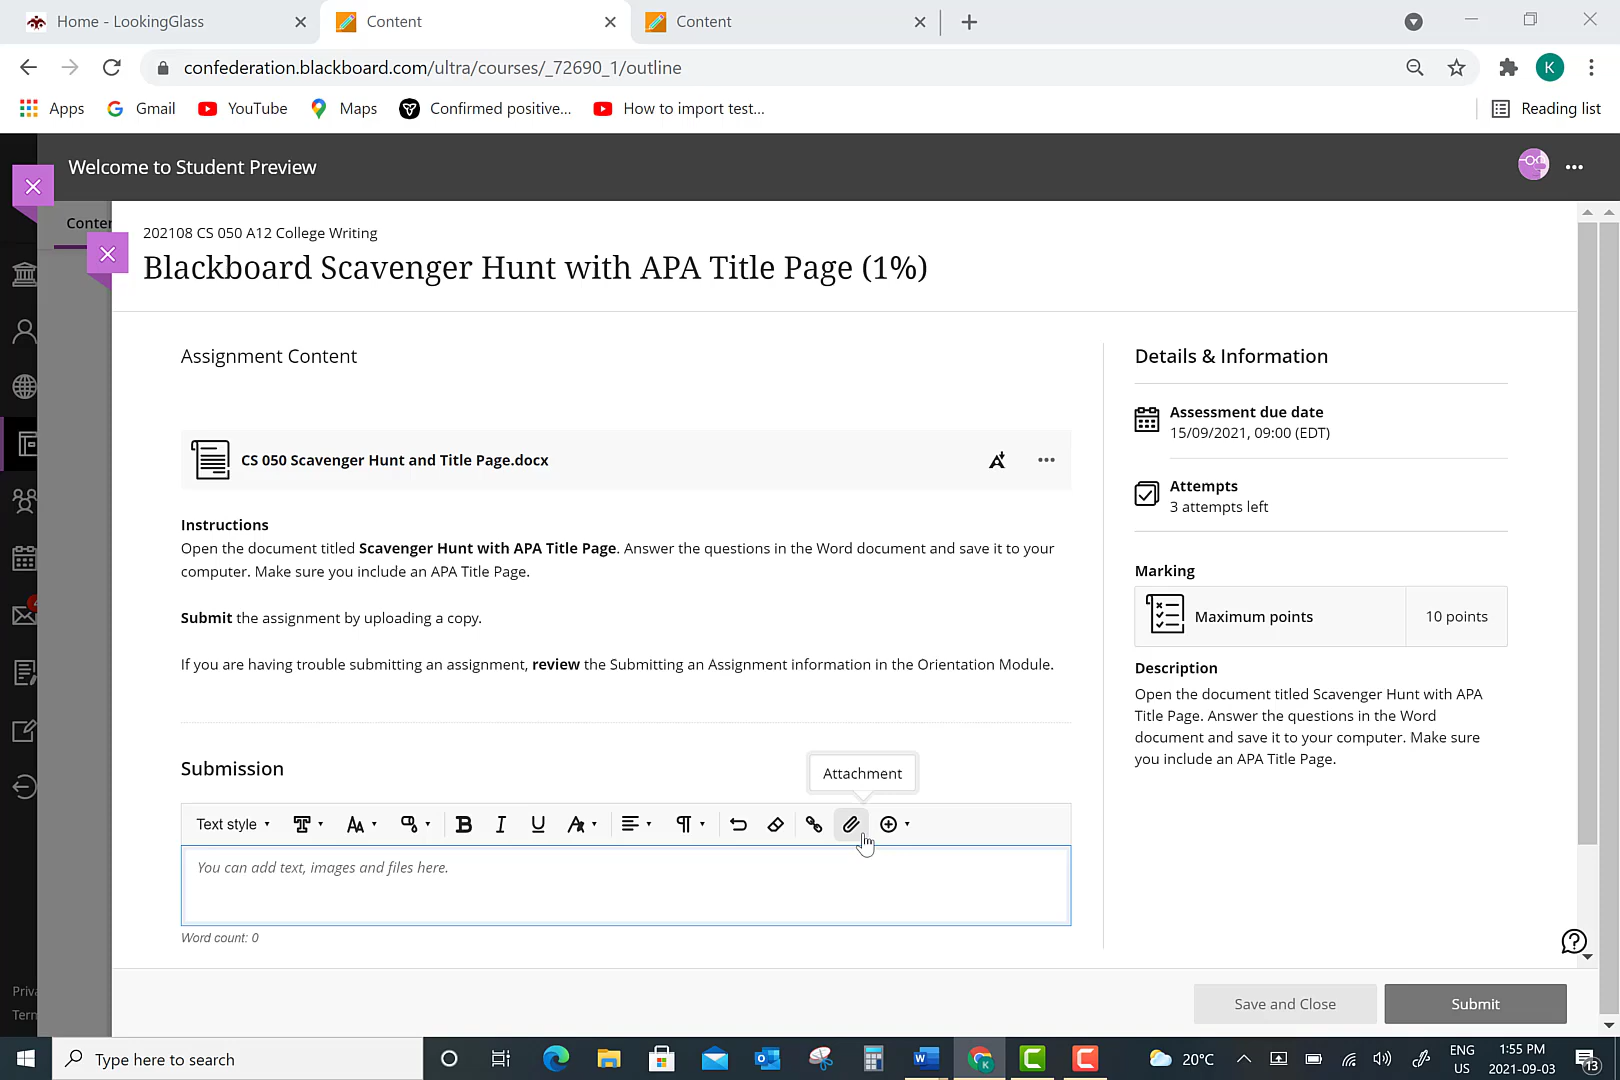 Home - LookingGlass
Content
Content
confederation.blackboard.com/ultra/courses/_72690_1/outline
K
Apps
Gmail
YouTube
Maps
Confirmed positive...
How to import test...
Reading list
Welcome to Student Preview
Conten
202108 CS 050 A12 College Writing
Blackboard Scavenger Hunt with APA Title Page (1%)
Assignment Content
CS 050 Scavenger Hunt and Title Page.docx
Instructions
Open the document titled Scavenger Hunt with APA Title Page. Answer the questions in the Word document and save it to your
computer. Make sure you include an APA Title Page.
Submit the assignment by uploading a copy.
If you are having trouble submitting an assignment, review the Submitting an Assignment information in the Orientation Module.
Submission
Attachment
Text style
You can add text, images and files here.
Word count: 0
Details & Information
Assessment due date
15/09/2021, 09:00 (EDT)
Attempts
3 attempts left
Marking
Maximum points
10 points
Description
Open the document titled Scavenger Hunt with APA
Title Page. Answer the questions in the Word
document and save it to your computer. Make sure
you include an APA Title Page.
Priva
Term
Save and Close
Submit
Type here to search
20°C
ENG
US
1:55 PM
2021-09-03
13